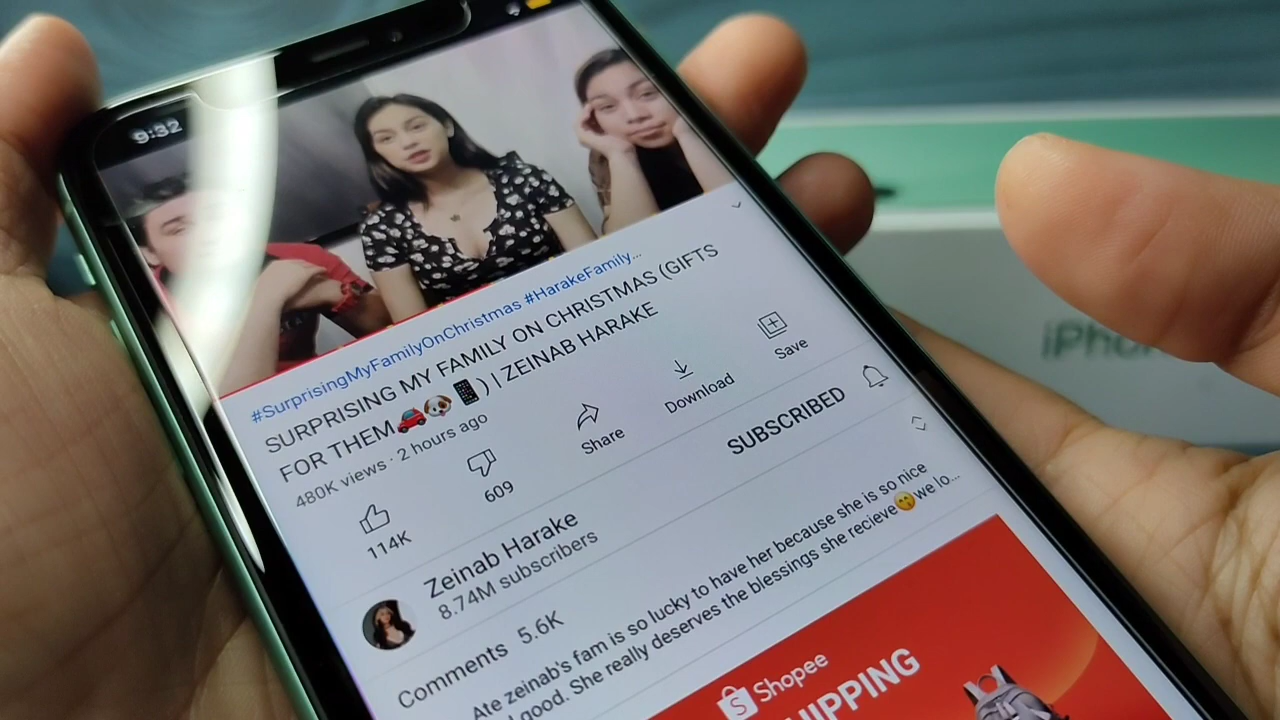 9:32
#SurprisingMyFamilyOnChristmas #HarakeFamily...
SURPRISING MY FAMILY ON CHRISTMAS (GIFTS
FOR THEM🚗🐶📱) | ZEINAB HARAKE
480K views · 2 hours ago
114K
609
Share
Download
Save
Zeinab Harake
8.74M subscribers
SUBSCRIBED
Comments 5.6K
Ate zeinab's fam is so lucky to have her because she is so nice
good. She really deserves the blessings she recieve😙we lo...
Shopee
HIPPING
iPhon